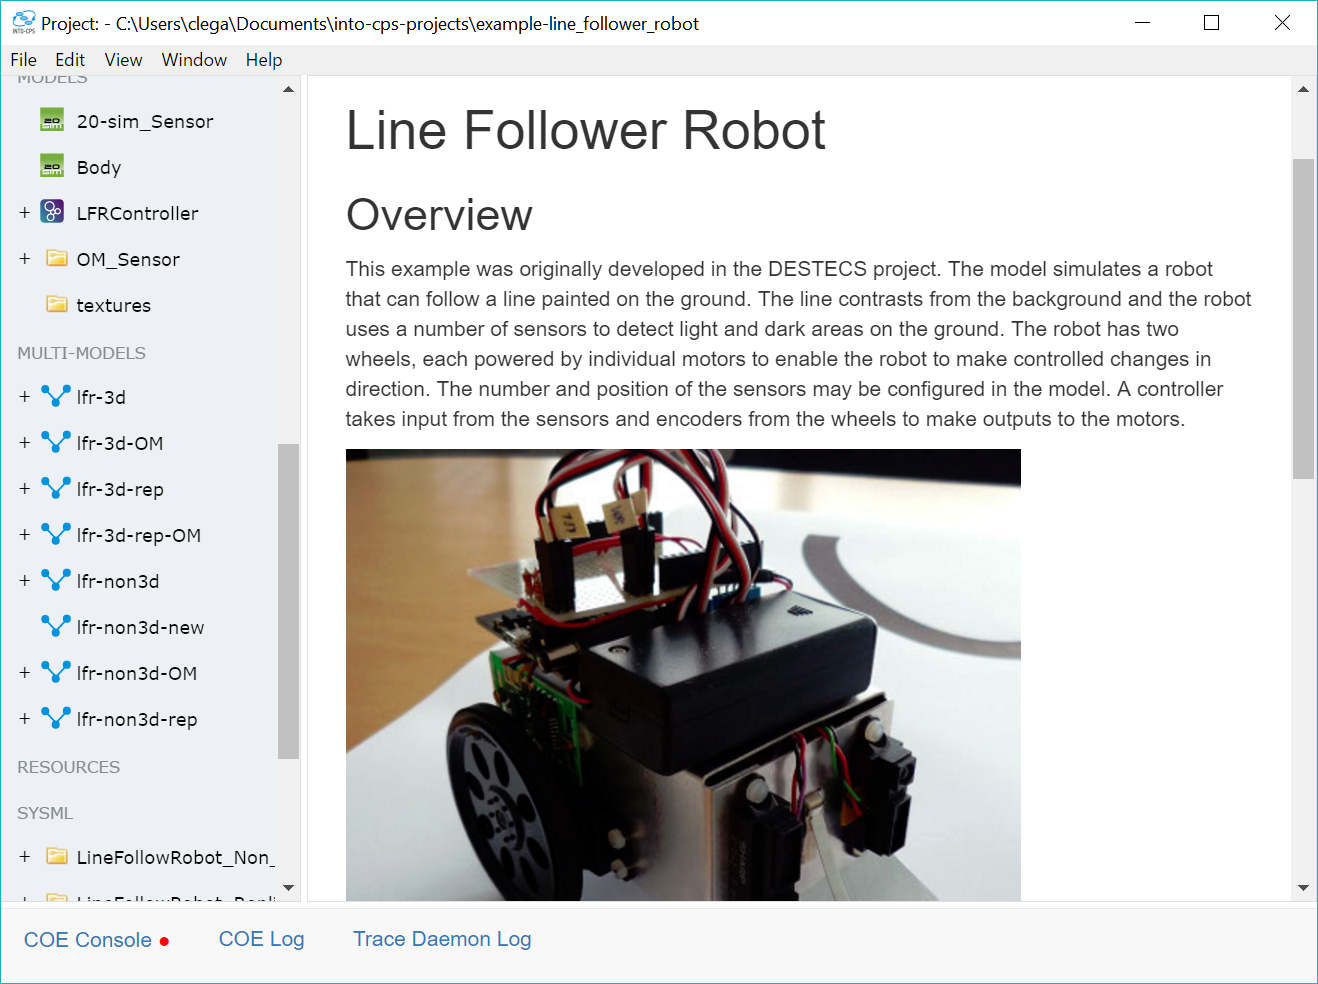 Project: - C:\Users\clega\Documents\into-cps-projects\example-line_follower_robot
INTO-CPS
File Edit View Window Help
MODELS
20-sim_Sensor
Body
+ LFRController
+ OM_Sensor
textures
MULTI-MODELS
+ lfr-3d
+ lfr-3d-OM
+ lfr-3d-rep
+ lfr-3d-rep-OM
+ lfr-non3d
lfr-non3d-new
+ lfr-non3d-OM
+ lfr-non3d-rep
RESOURCES
SYSML
+ LineFollowRobot_Non_
Line Follower Robot
Overview
This example was originally developed in the DESTECS project. The model simulates a robot
that can follow a line painted on the ground. The line contrasts from the background and the robot
uses a number of sensors to detect light and dark areas on the ground. The robot has two
wheels, each powered by individual motors to enable the robot to make controlled changes in
direction. The number and position of the sensors may be configured in the model. A controller
takes input from the sensors and encoders from the wheels to make outputs to the motors.
SHARP
COE Console
COE Log
Trace Daemon Log